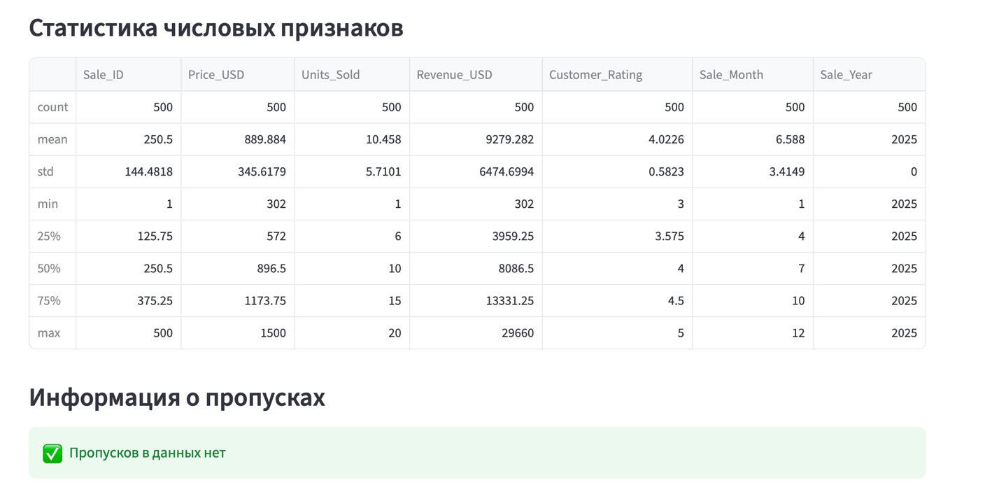 Статистика числовых признаков
Sale_ID Price_USD Units_Sold Revenue_USD Customer_Rating Sale_Month Sale_Year
count 500 500 500 500 500 500 500
mean 250.5 889.884 10.458 9279.282 4.0226 6.588 2025
std 144.4818 345.6179 5.7101 6474.6994 0.5823 3.4149 0
min 1 302 1 302 3 1 2025
25% 125.75 572 6 3959.25 3.575 4 2025
50% 250.5 896.5 10 8086.5 4 7 2025
75% 375.25 1173.75 15 13331.25 4.5 10 2025
max 500 1500 20 29660 5 12 2025
Информация о пропусках
✅ Пропусков в данных нет